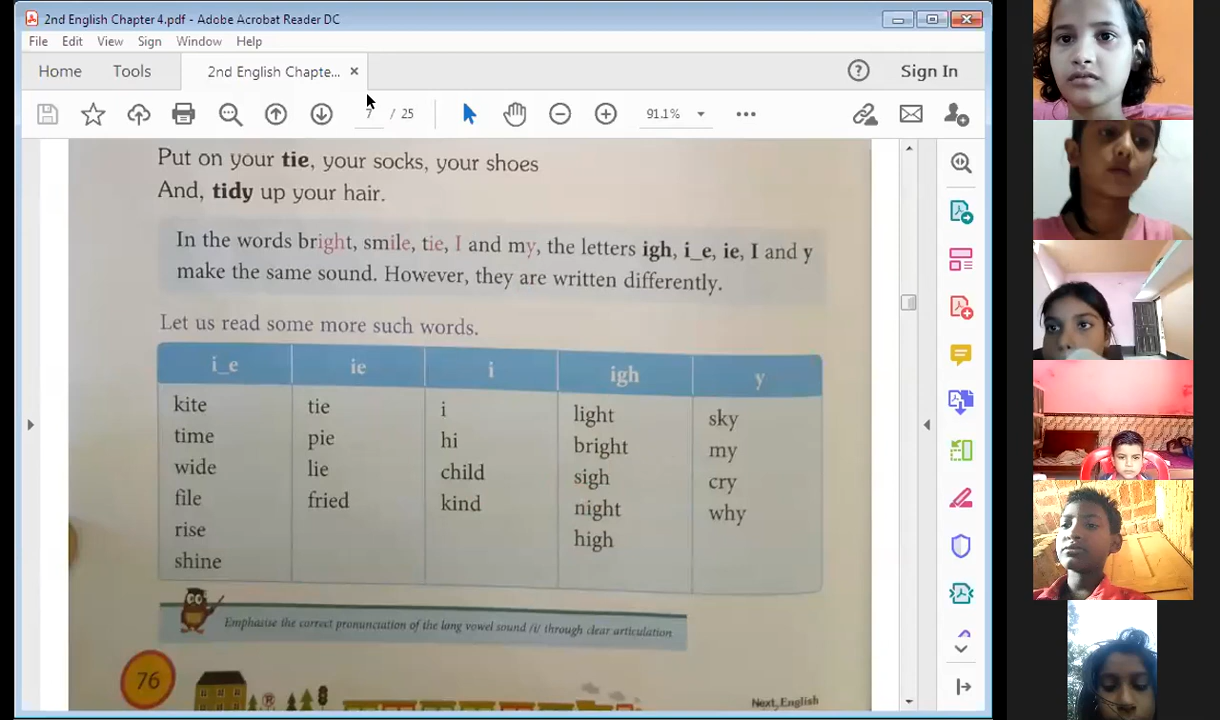 2nd English Chapter 4.pdf - Adobe Acrobat Reader DC
File Edit View Sign Window Help
Home Tools 2nd English Chapte... × ? Sign In
7 / 25 91.1%
Put on your tie, your socks, your shoes
And, tidy up your hair.
In the words bright, smile, tie, I and my, the letters igh, i_e, ie, I and y
make the same sound. However, they are written differently.
Let us read some more such words.
i_e ie i igh y
kite tie i light sky
time pie hi bright my
wide lie child sigh cry
file fried kind night why
rise high
shine
Emphasise the correct pronunciation of the long vowel sound /i/ through clear articulation
76
Next, English